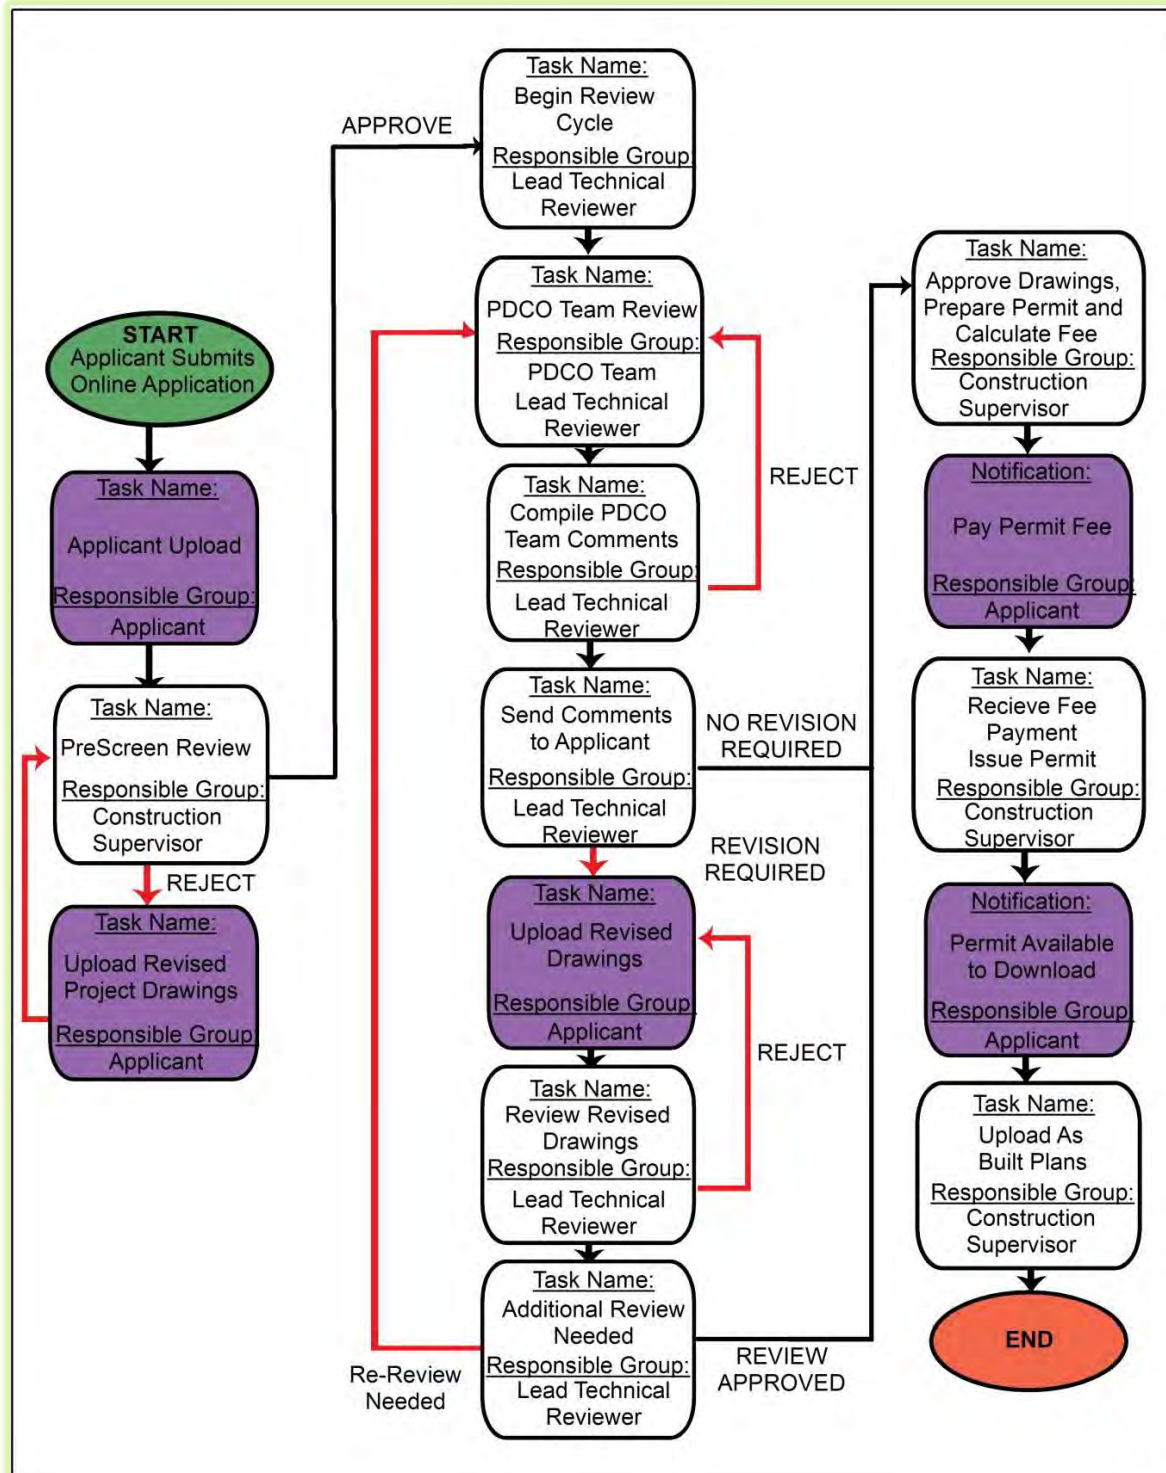 START
Applicant Submits
Online Application
Task Name:
Applicant Upload
Responsible Group:
Applicant
Task Name:
PreScreen Review
Responsible Group:
Construction
Supervisor
REJECT
Task Name:
Upload Revised
Project Drawings
Responsible Group:
Applicant
APPROVE
Task Name:
Begin Review
Cycle
Responsible Group:
Lead Technical
Reviewer
Task Name:
PDCO Team Review
Responsible Group:
PDCO Team
Lead Technical
Reviewer
REJECT
Task Name:
Compile PDCO
Team Comments
Responsible Group:
Lead Technical
Reviewer
Task Name:
Send Comments
to Applicant
Responsible Group:
Lead Technical
Reviewer
NO REVISION
REQUIRED
REVISION
REQUIRED
Task Name:
Upload Revised
Drawings
Responsible Group:
Applicant
REJECT
Task Name:
Review Revised
Drawings
Responsible Group:
Lead Technical
Reviewer
Task Name:
Additional Review
Needed
Responsible Group:
Lead Technical
Reviewer
Re-Review
Needed
REVIEW
APPROVED
Task Name:
Approve Drawings,
Prepare Permit and
Calculate Fee
Responsible Group:
Construction
Supervisor
Notification:
Pay Permit Fee
Responsible Group:
Applicant
Task Name:
Recieve Fee
Payment
Issue Permit
Responsible Group:
Construction
Supervisor
Notification:
Permit Available
to Download
Responsible Group:
Applicant
Task Name:
Upload As
Built Plans
Responsible Group:
Construction
Supervisor
END